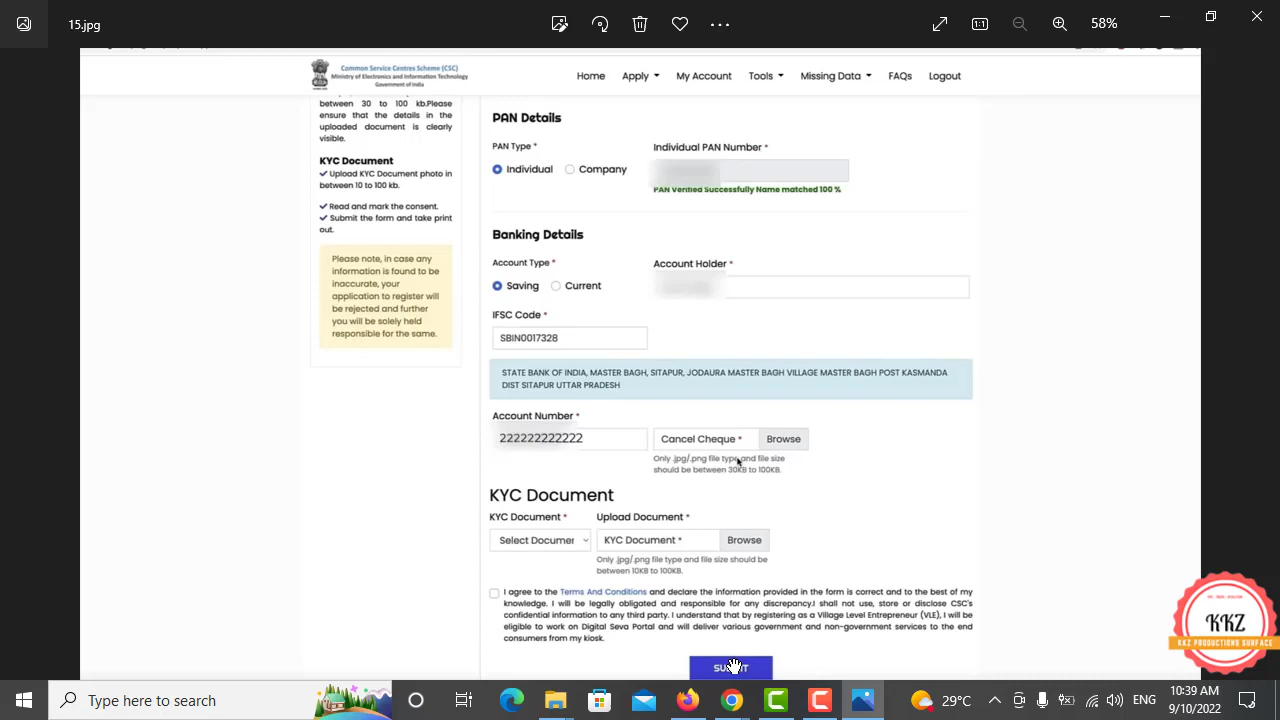 15.jpg
58%
Common Service Centres Scheme (CSC)
Ministry of Electronics and Information Technology
Government of India
Home Apply My Account Tools Missing Data FAQs Logout
between 30 to 100 kb.Please
ensure that the details in the
uploaded document is clearly
visible.
KYC Document
Upload KYC Document photo in
between 10 to 100 kb.
Read and mark the consent.
Submit the form and take print
out.
Please note, in case any
information is found to be
inaccurate, your
application to register will
be rejected and further
you will be solely held
responsible for the same.
PAN Details
PAN Type * Individual PAN Number *
Individual Company
PAN Verified Successfully Name matched 100 %
Banking Details
Account Type * Account Holder *
Saving Current
IFSC Code *
SBIN0017328
STATE BANK OF INDIA, MASTER BAGH, SITAPUR, JODAURA MASTER BAGH VILLAGE MASTER BAGH POST KASMANDA
DIST SITAPUR UTTAR PRADESH
Account Number *
222222222222 Cancel Cheque * Browse
Only .jpg/.png file type and file size
should be between 30KB to 100KB.
KYC Document
KYC Document * Upload Document *
Select Documer KYC Document * Browse
Only .jpg/.png file type and file size should be
between 10KB to 100KB.
I agree to the Terms And Conditions and declare the information provided in the form is correct and to the best of my
knowledge. I will be legally obligated and responsible for any discrepancy.I shall not use, store or disclose CSC's
confidential information to any third party. I understand that by registering as a Village Level Entrepreneur (VLE), I will be
eligible to work on Digital Seva Portal and will deliver various government and non-government services to the end
consumers from my kiosk.
SUBMIT
KKZ
KKZ PRODUCTIONS SURFACE
Type here to search
29°C
ENG
10:39 AM
9/10/2022